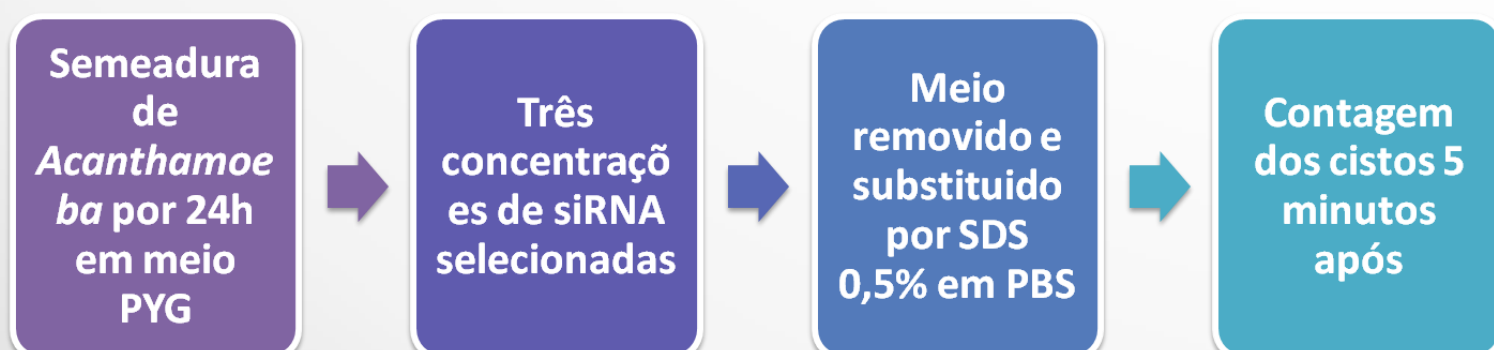 Semeadura
de
Acanthamoe
ba por 24h
em meio
PYG
Três
concentraçõ
es de siRNA
selecionadas
Meio
removido e
substituido
por SDS
0,5% em PBS
Contagem
dos cistos 5
minutos
após